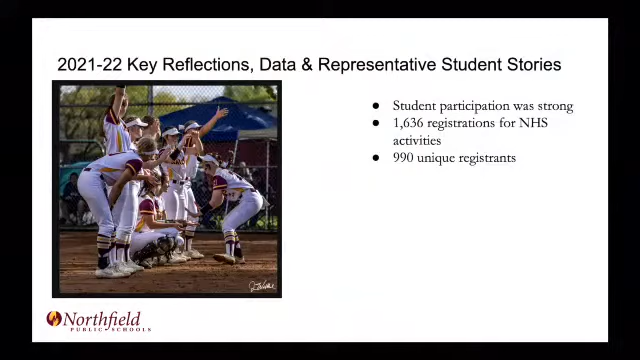 2021-22 Key Reflections, Data & Representative Student Stories
● Student participation was strong
● 1,636 registrations for NHS
activities
● 990 unique registrants
Northfield
PUBLIC SCHOOLS